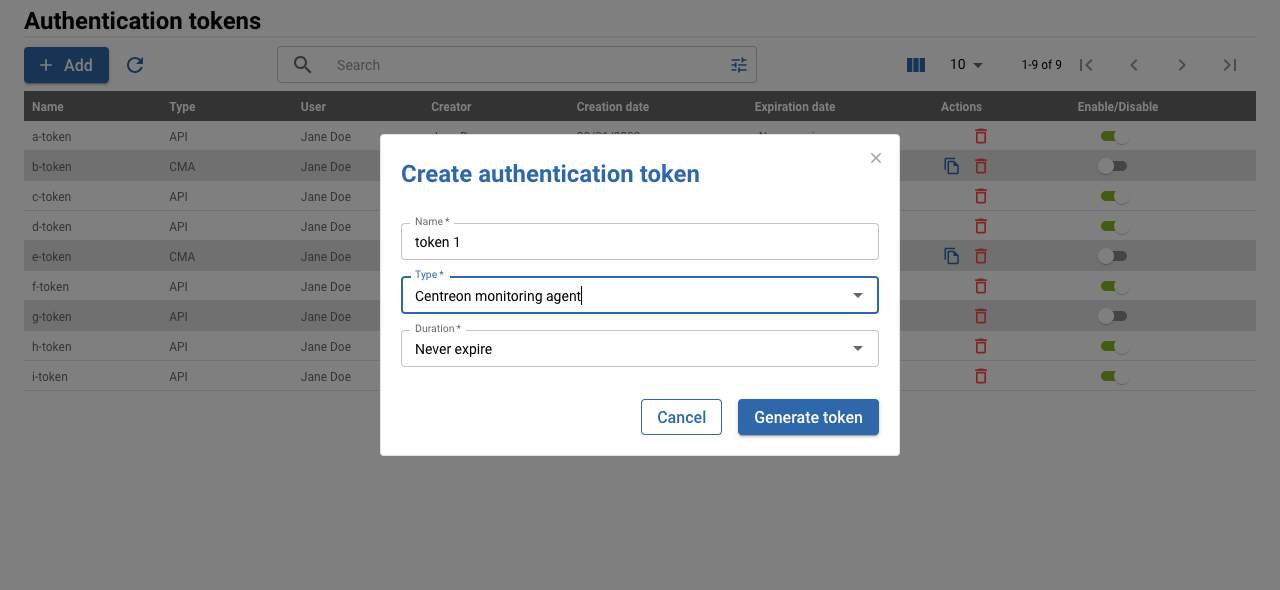 Authentication tokens
Add
Search
10
1-9 of 9
Name Type User Creator Creation date Expiration date Actions Enable/Disable
a-token API Jane Doe
b-token CMA Jane Doe
c-token API Jane Doe
d-token API Jane Doe
e-token CMA Jane Doe
f-token API Jane Doe
g-token API Jane Doe
h-token API Jane Doe
i-token API Jane Doe
Create authentication token
Name *
token 1
Type *
Centreon monitoring agent
Duration *
Never expire
Cancel Generate token